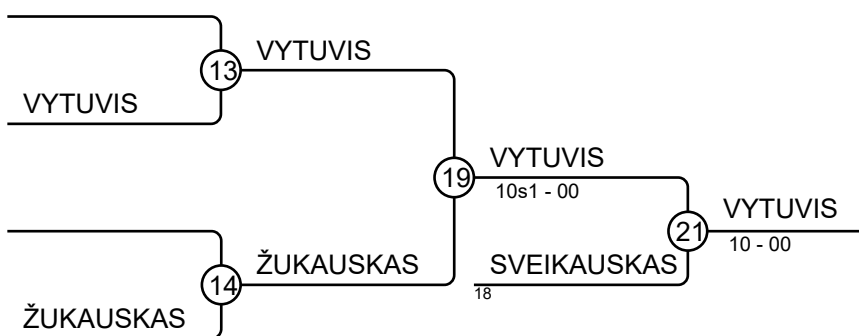 VYTUVIS
13
VYTUVIS
VYTUVIS
19
10s1 - 00
VYTUVIS
21
10 - 00
ŽUKAUSKAS
SVEIKAUSKAS
14
18
ŽUKAUSKAS